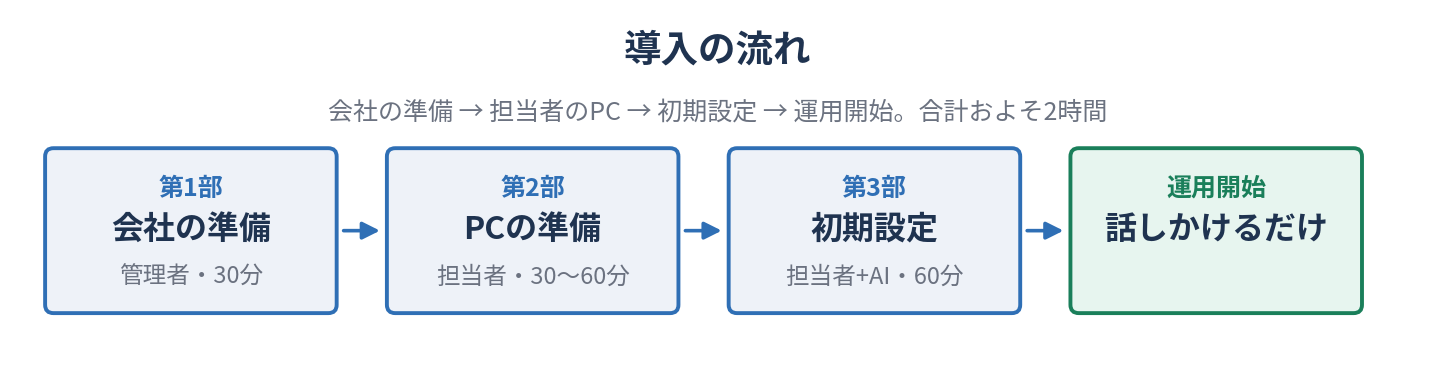 導入の流れ
会社の準備 → 担当者のPC → 初期設定 → 運用開始。合計およそ2時間
第1部
会社の準備
管理者・30分
第2部
PCの準備
担当者・30〜60分
第3部
初期設定
担当者+AI・60分
運用開始
話しかけるだけ